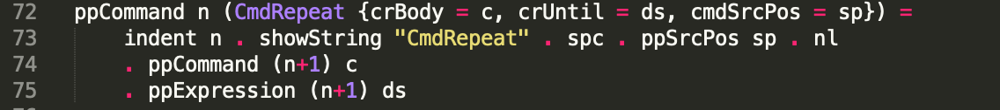 72 ppCommand n (CmdRepeat {crBody = c, crUntil = ds, cmdSrcPos = sp}) =
73 indent n . showString "CmdRepeat" . spc . ppSrcPos sp . nl
74 . ppCommand (n+1) c
75 . ppExpression (n+1) ds